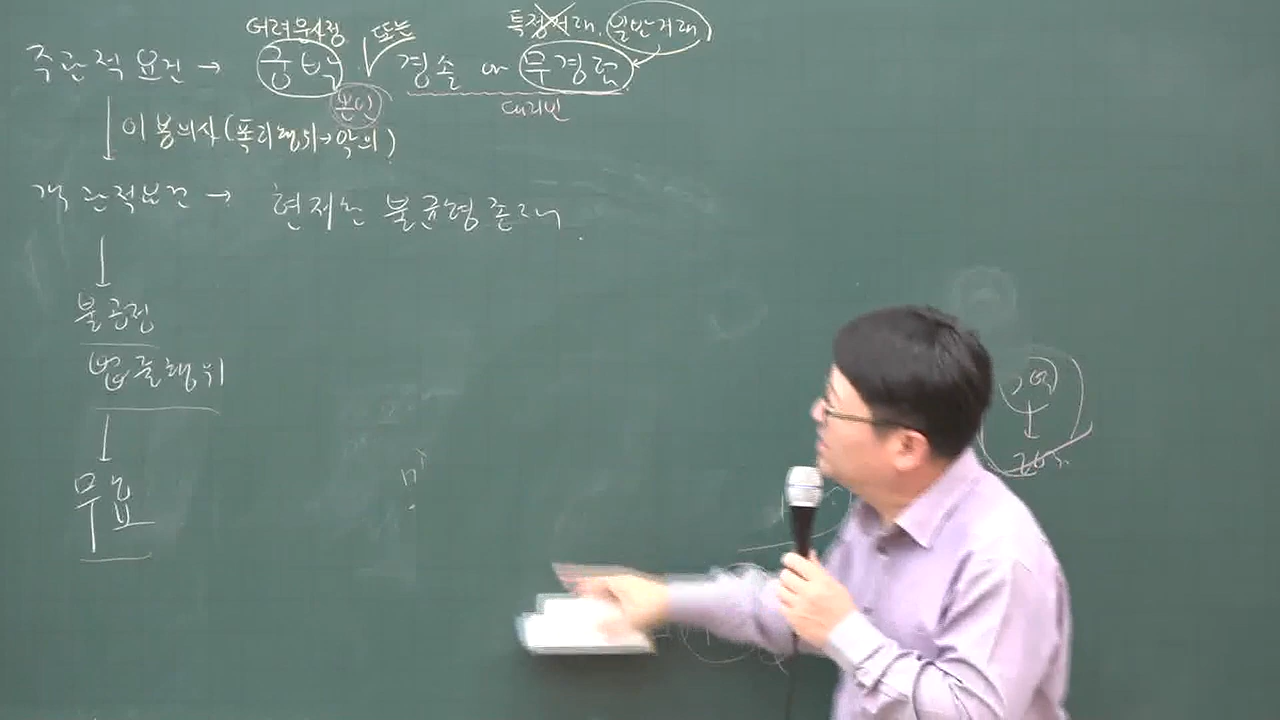 어려운사정 또는 특정거래, 일반거래
주관적 요건 → 궁박 경솔 or 무경험
본인 대리인
이용의사(폭리행위→악의)
객관적요건 → 현저한 불균형 존재.
불공정
법률행위
무효